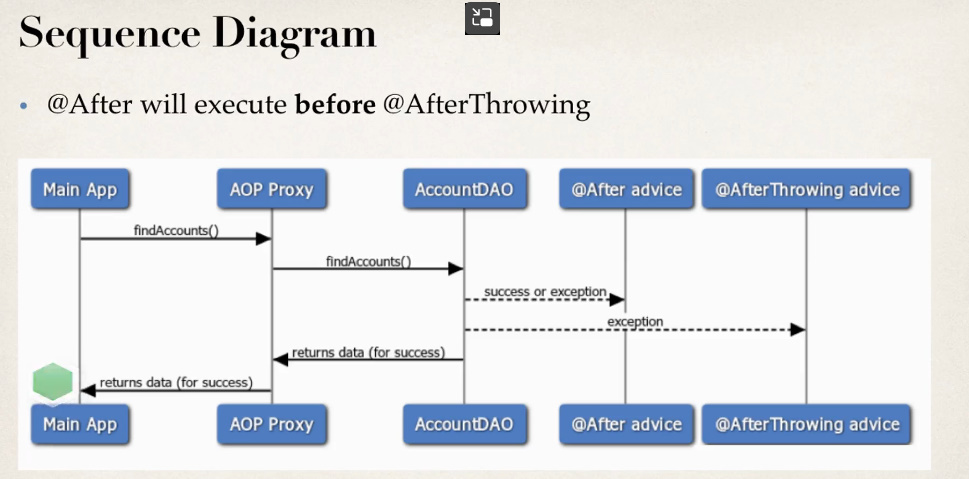 Sequence Diagram
• @After will execute before @AfterThrowing
Main App
AOP Proxy
AccountDAO
@After advice
@AfterThrowing advice
findAccounts()
findAccounts()
success or exception
exception
returns data (for success)
returns data (for success)
Main App
AOP Proxy
AccountDAO
@After advice
@AfterThrowing advice